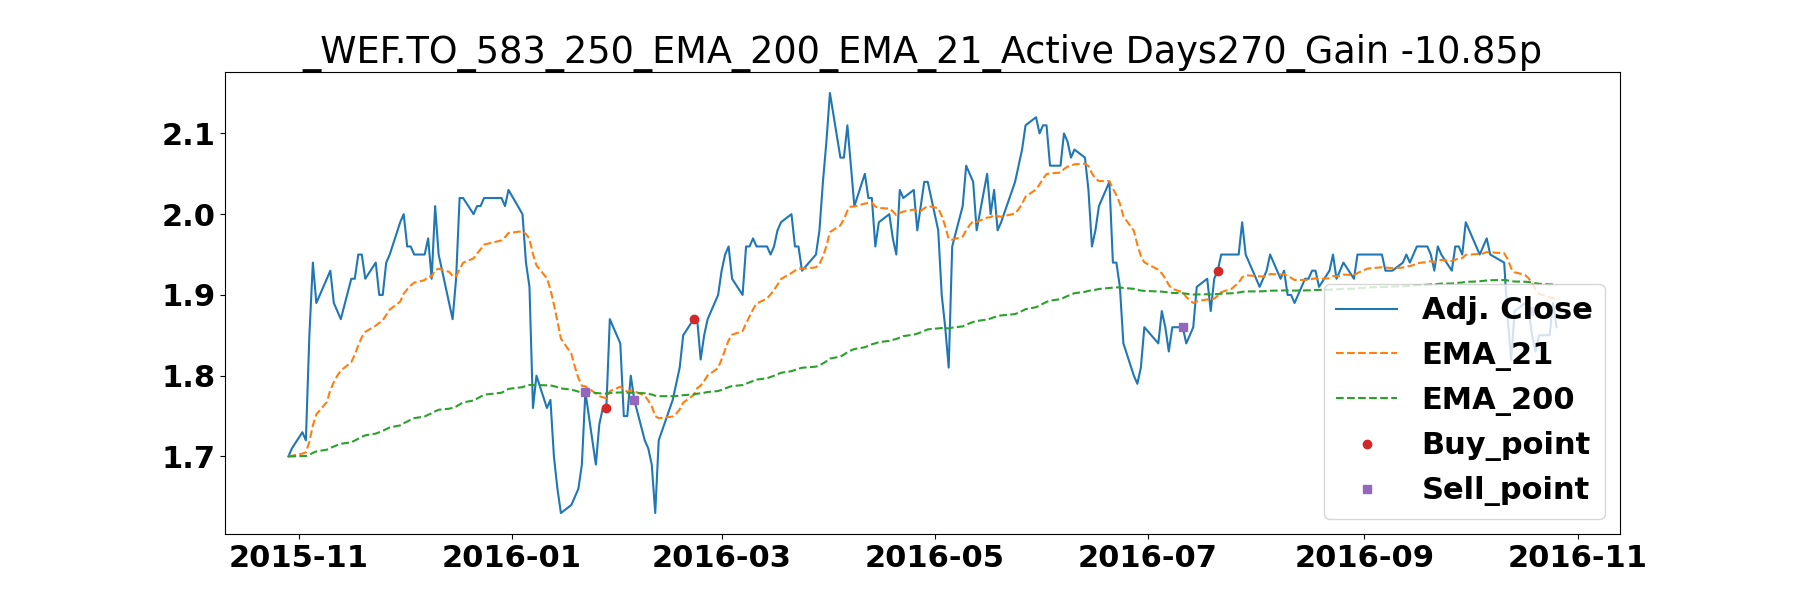 _WEF.TO_583_250_EMA_200_EMA_21_Active Days270_Gain -10.85p
2.1
2.0
1.9
1.8
1.7
Adj. Close
EMA_21
EMA_200
Buy_point
Sell_point
2015-11 2016-01 2016-03 2016-05 2016-07 2016-09 2016-11